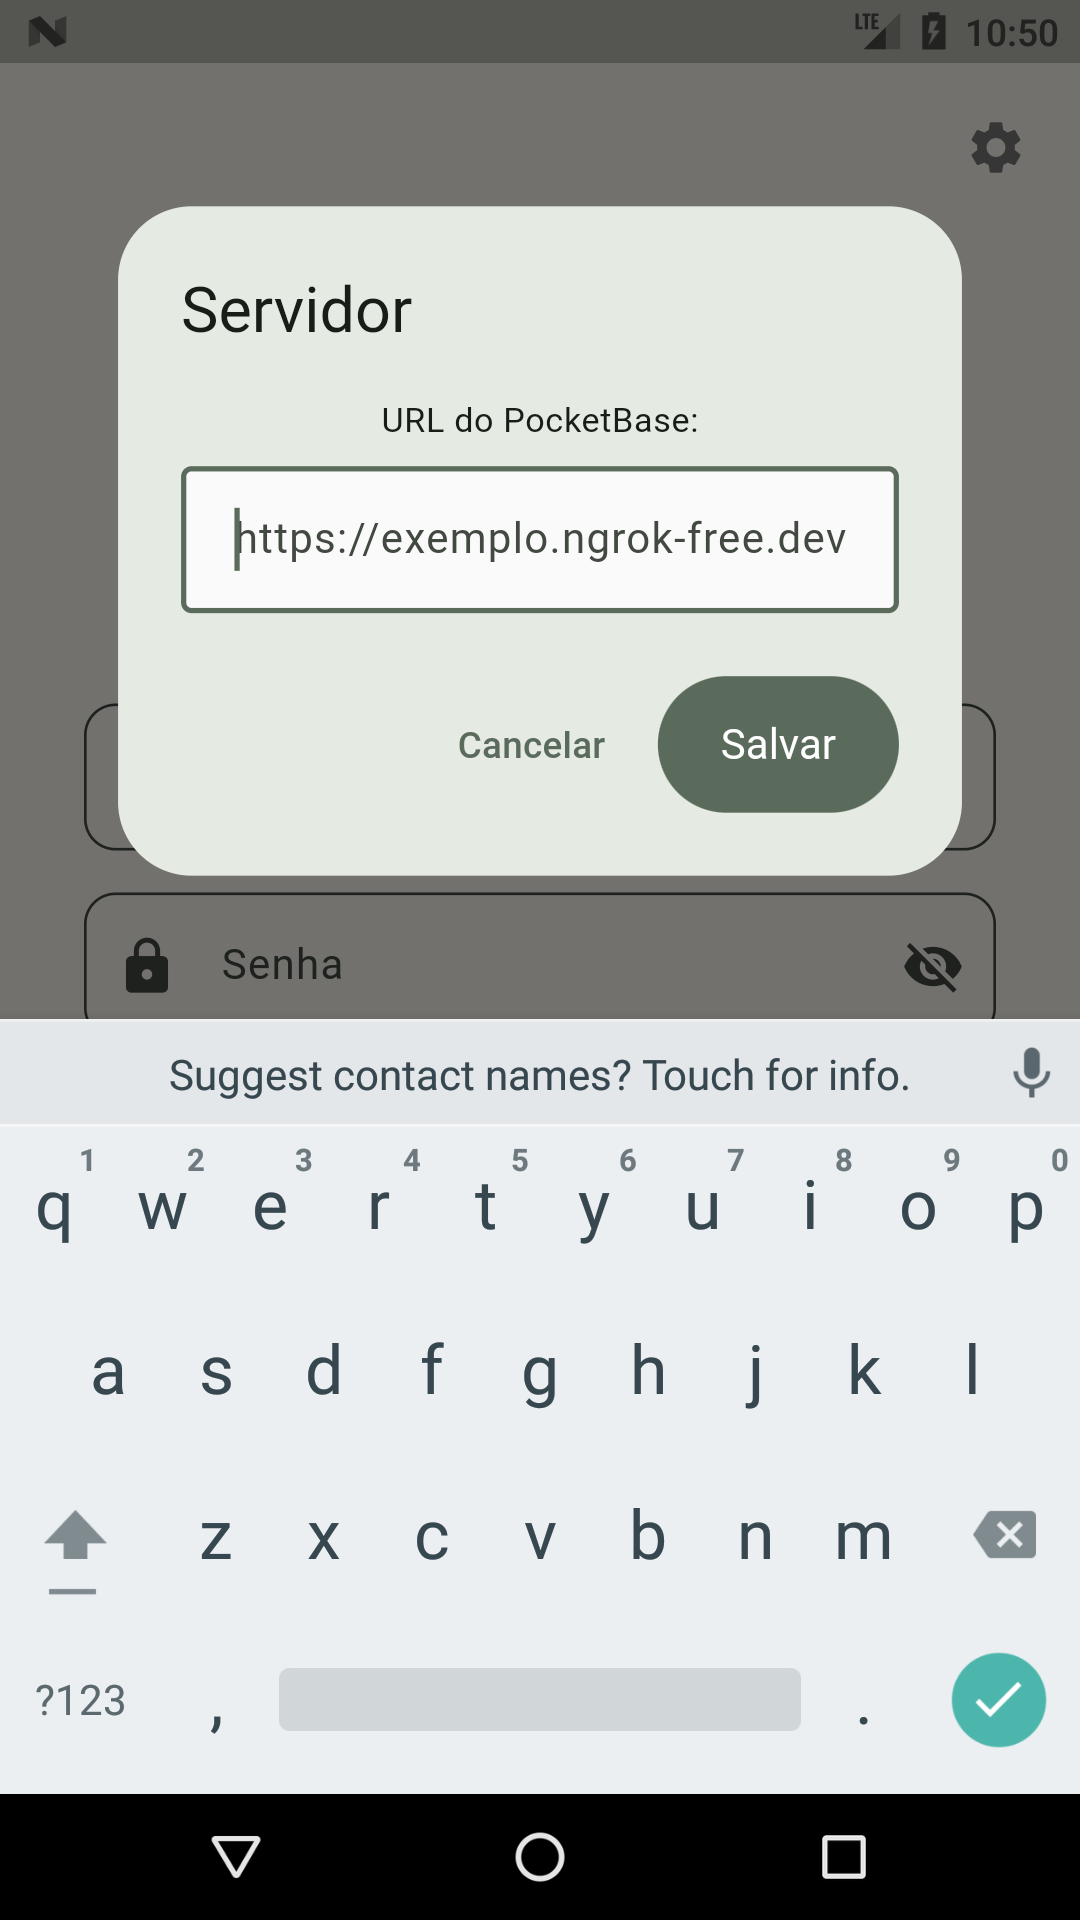 LTE 10:50
Servidor
URL do PocketBase:
https://exemplo.ngrok-free.dev
Cancelar Salvar
Senha
Suggest contact names? Touch for info.
1 2 3 4 5 6 7 8 9 0
q w e r t y u i o p
a s d f g h j k l
z x c v b n m
?123 , .